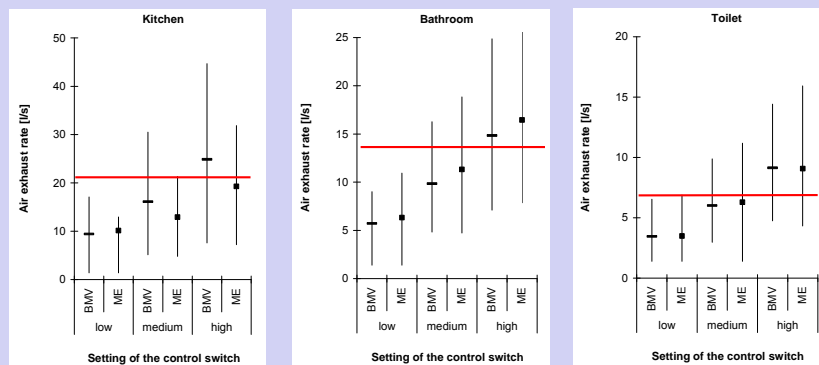 Kitchen
Air exhaust rate [l/s]
50
40
30
20
10
0
BMV ME BMV ME BMV ME
low medium high
Setting of the control switch
Bathroom
Air exhaust rate [l/s]
25
20
15
10
5
0
BMV ME BMV ME BMV ME
low medium high
Setting of the control switch
Toilet
Air exhaust rate [l/s]
20
15
10
5
0
BMV ME BMV ME BMV ME
low medium high
Setting of the control switch